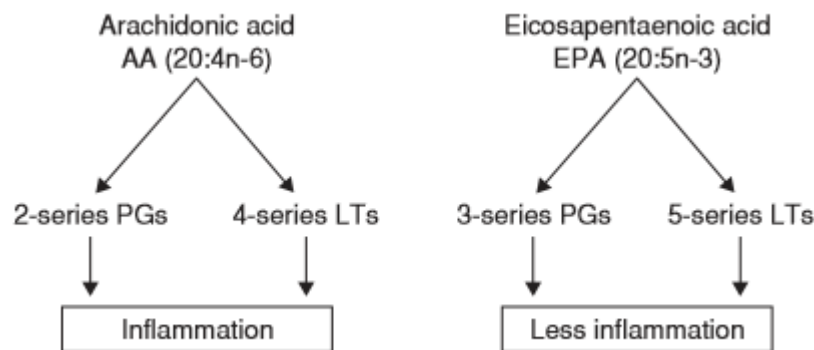 Arachidonic acid
AA (20:4n-6)
Eicosapentaenoic acid
EPA (20:5n-3)
2-series PGs
4-series LTs
3-series PGs
5-series LTs
Inflammation
Less inflammation